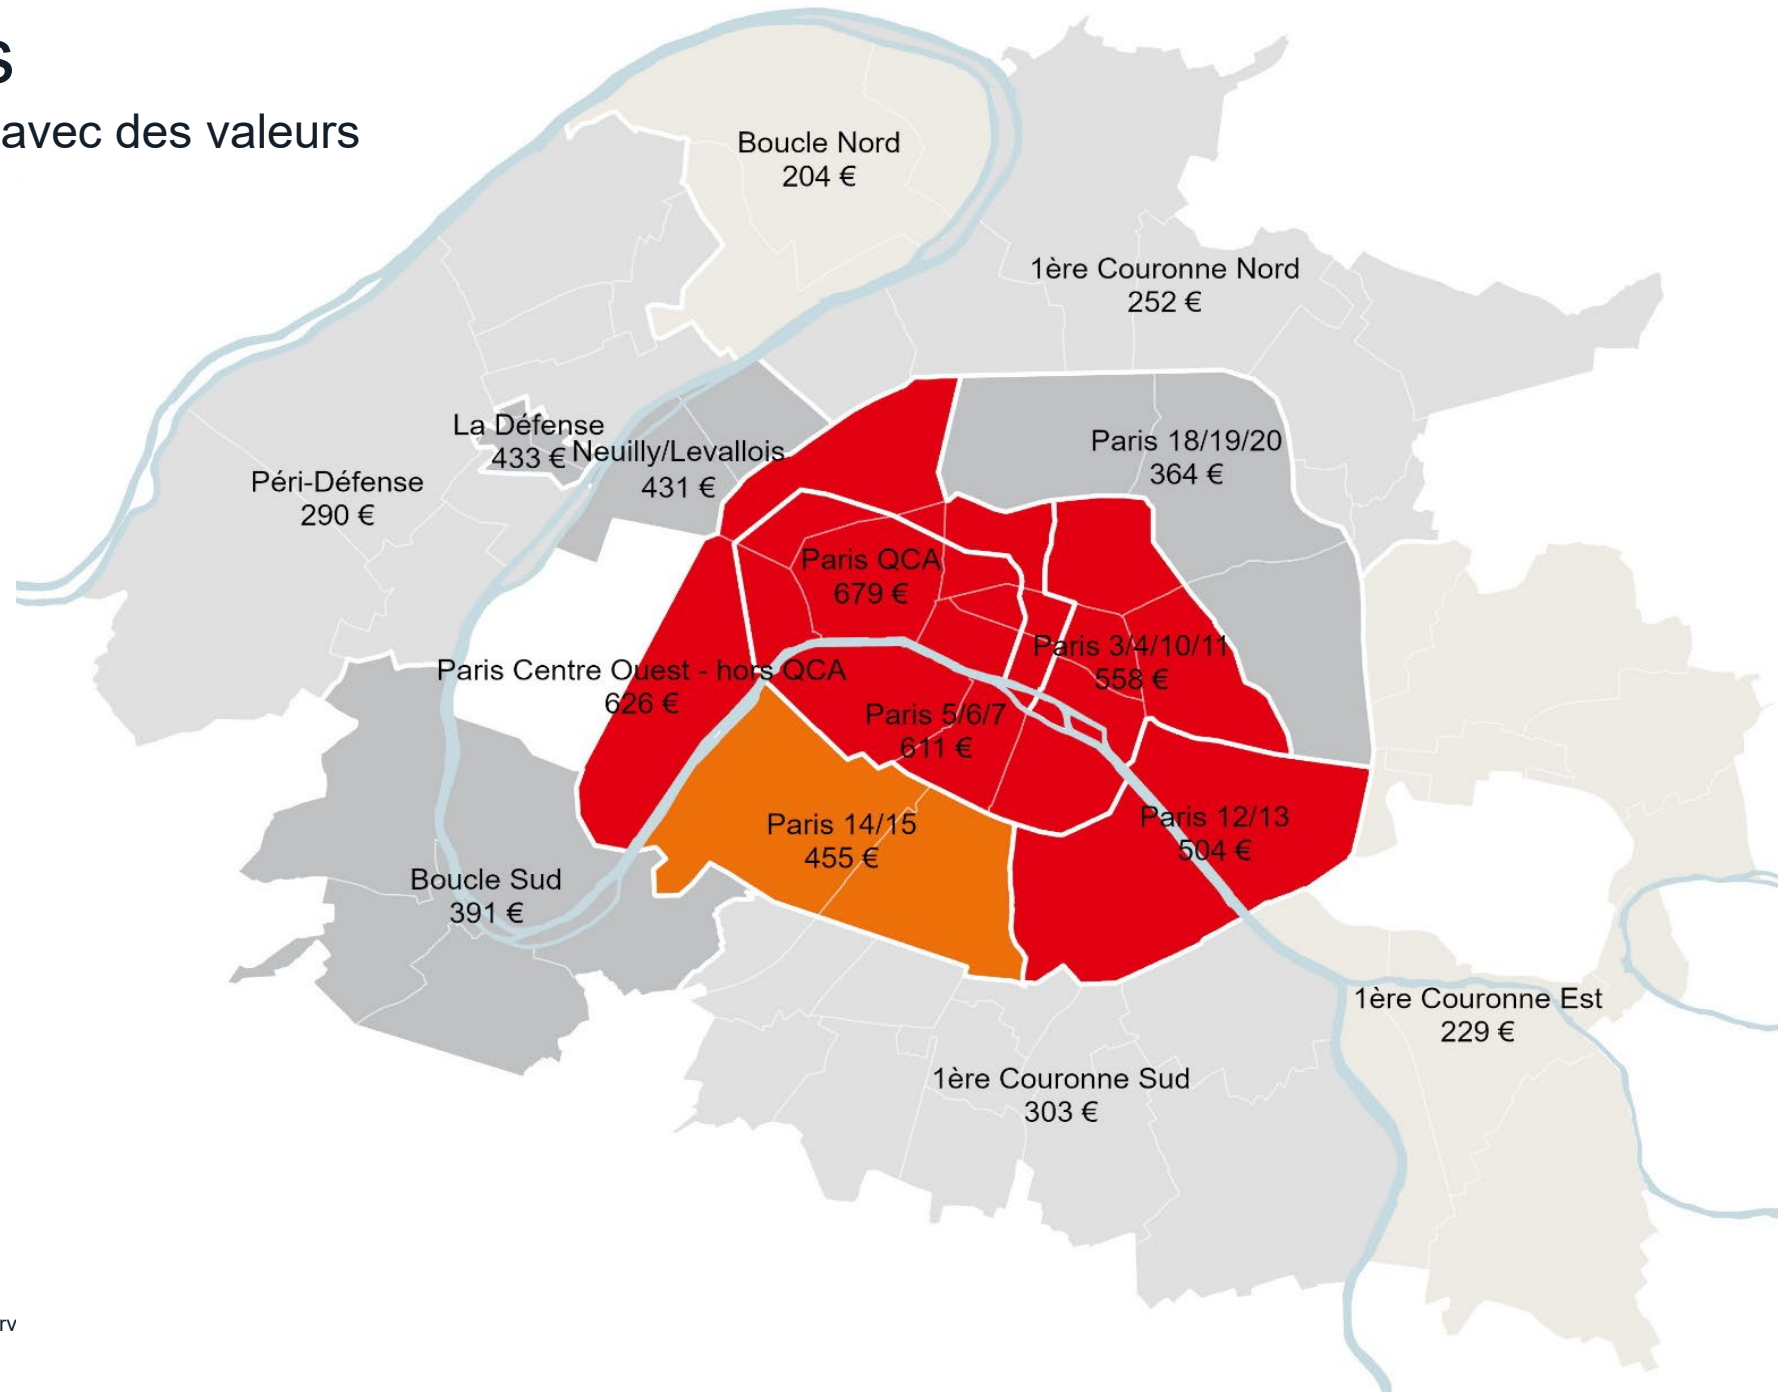 s
avec des valeurs
Boucle Nord
204 €
1ère Couronne Nord
252 €
La Défense
433 €
Neuilly/Levallois
431 €
Paris 18/19/20
364 €
Péri-Défense
290 €
Paris QCA
679 €
Paris 3/4/10/11
558 €
Paris Centre Ouest - hors QCA
626 €
Paris 5/6/7
611 €
Paris 14/15
455 €
Paris 12/13
504 €
Boucle Sud
391 €
1ère Couronne Est
229 €
1ère Couronne Sud
303 €
rv